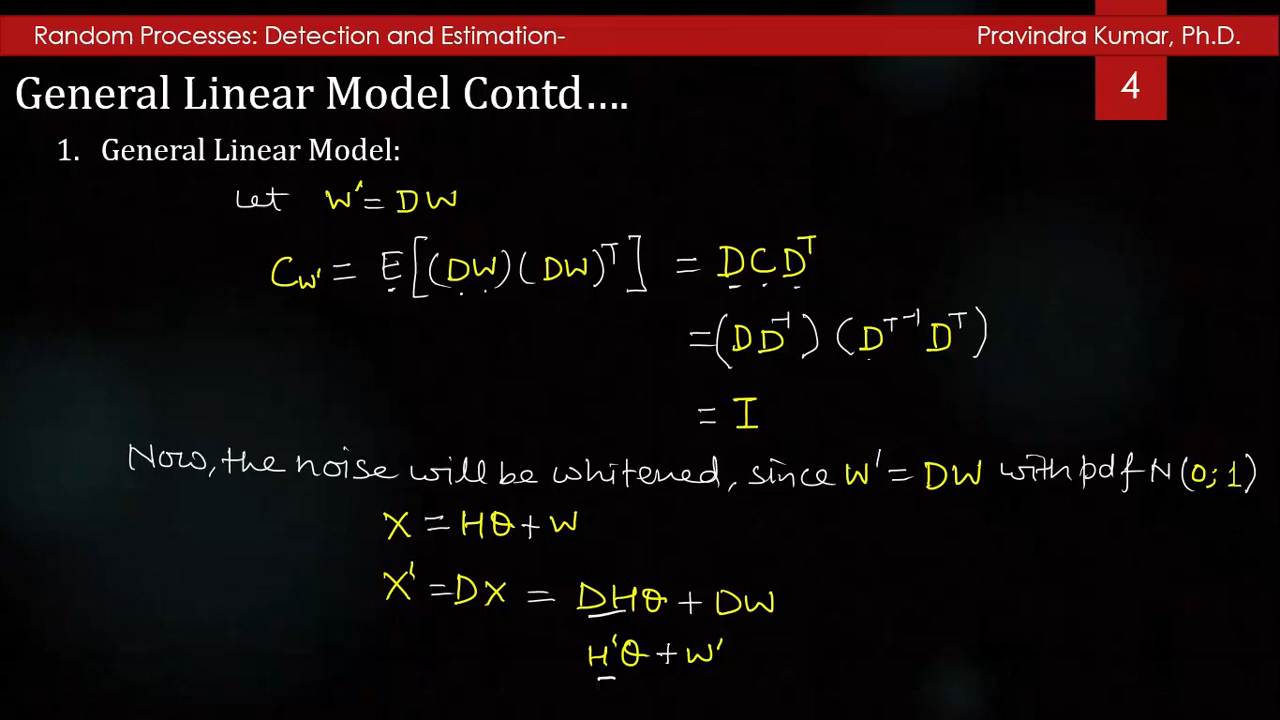 Random Processes: Detection and Estimation- Pravindra Kumar, Ph.D.
General Linear Model Contd.... 4
1. General Linear Model:
Let W' = DW
C_W' = E[(DW)(DW)^T] = DCD^T
= (DD^-1) (D^T^-1 D^T)
= I
Now, the noise will be whitened, since W' = DW with pdf N(0; 1)
X = Hθ + W
X' = DX = DHθ + DW
H'θ + W'